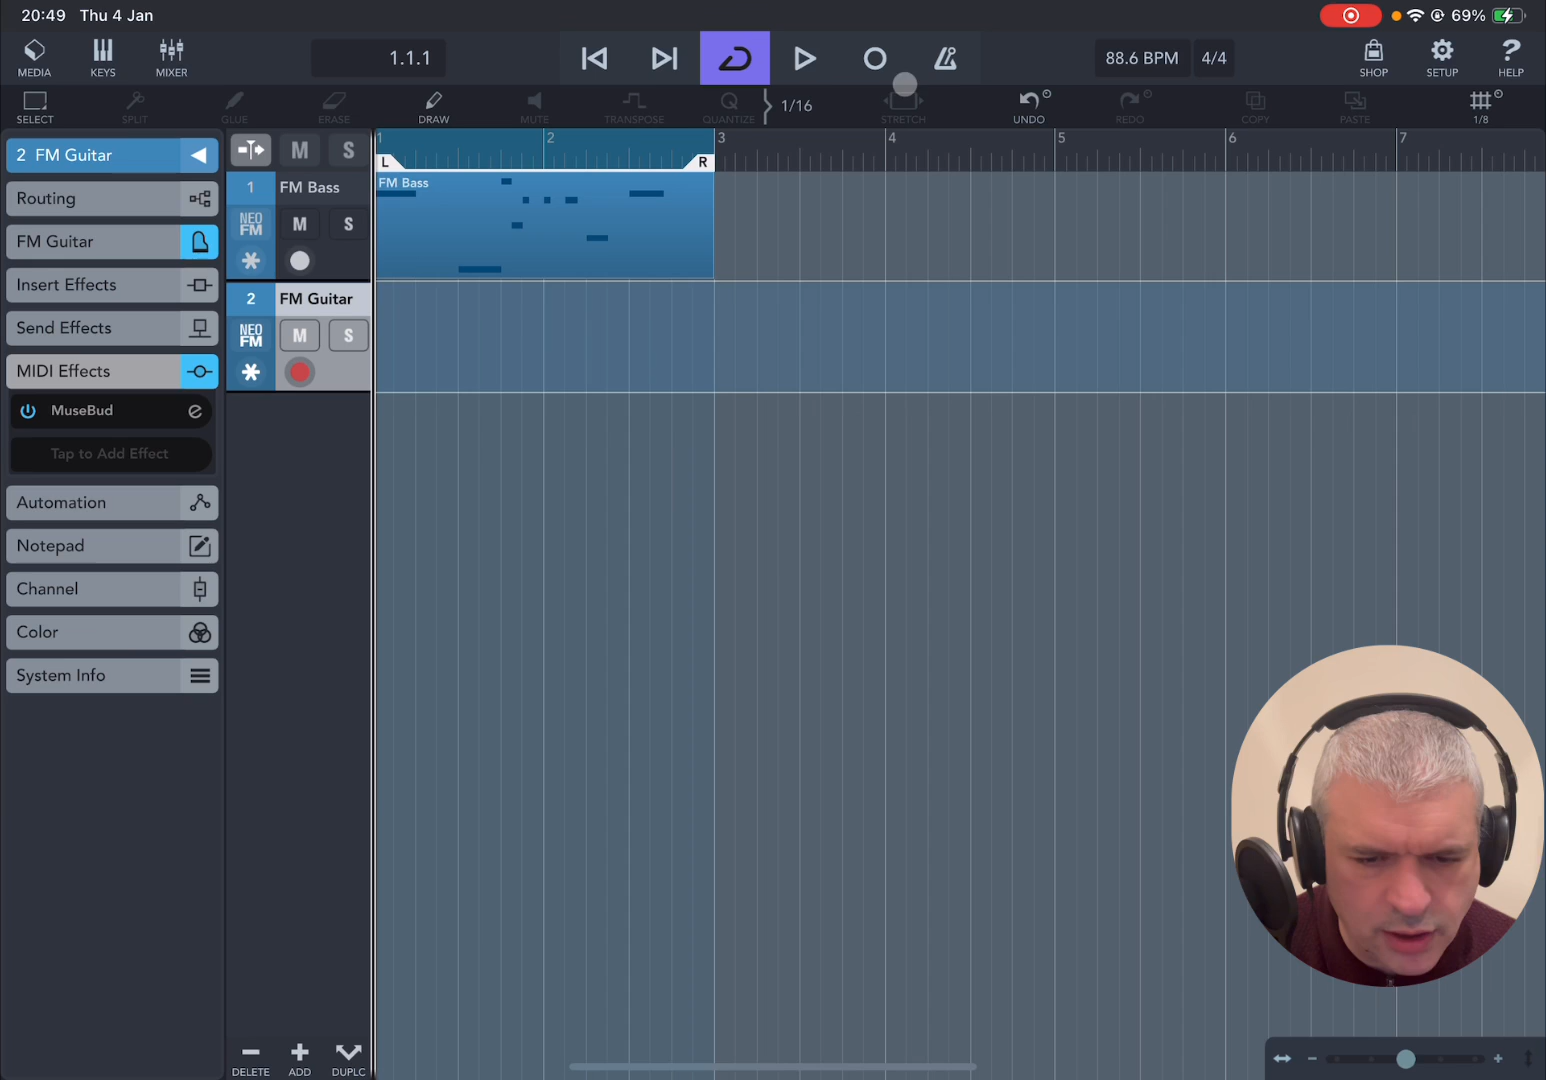 20:49 Thu 4 Jan
69%
MEDIA KEYS MIXER
1.1.1
88.6 BPM 4/4
SHOP SETUP HELP
SELECT SPLIT GLUE ERASE DRAW MUTE TRANSPOSE Q QUANTIZE 1/16 STRETCH UNDO REDO COPY PASTE 1/8
2 FM Guitar
M S
1 2 3 4 5 6 7
L R
Routing
1 FM Bass
FM Bass
FM Guitar
NEO
FM
M S
Insert Effects
2 FM Guitar
Send Effects
NEO
FM
M S
MIDI Effects
MuseBud e
Tap to Add Effect
Automation
Notepad
Channel
Color
System Info
DELETE ADD DUPLC